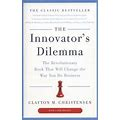 THE CLASSIC BESTSELLER
THE
INNOVATOR'S
DILEMMA
The Revolutionary
Book That Will Change the
Way You Do Business
CLAYTON M. CHRISTENSEN